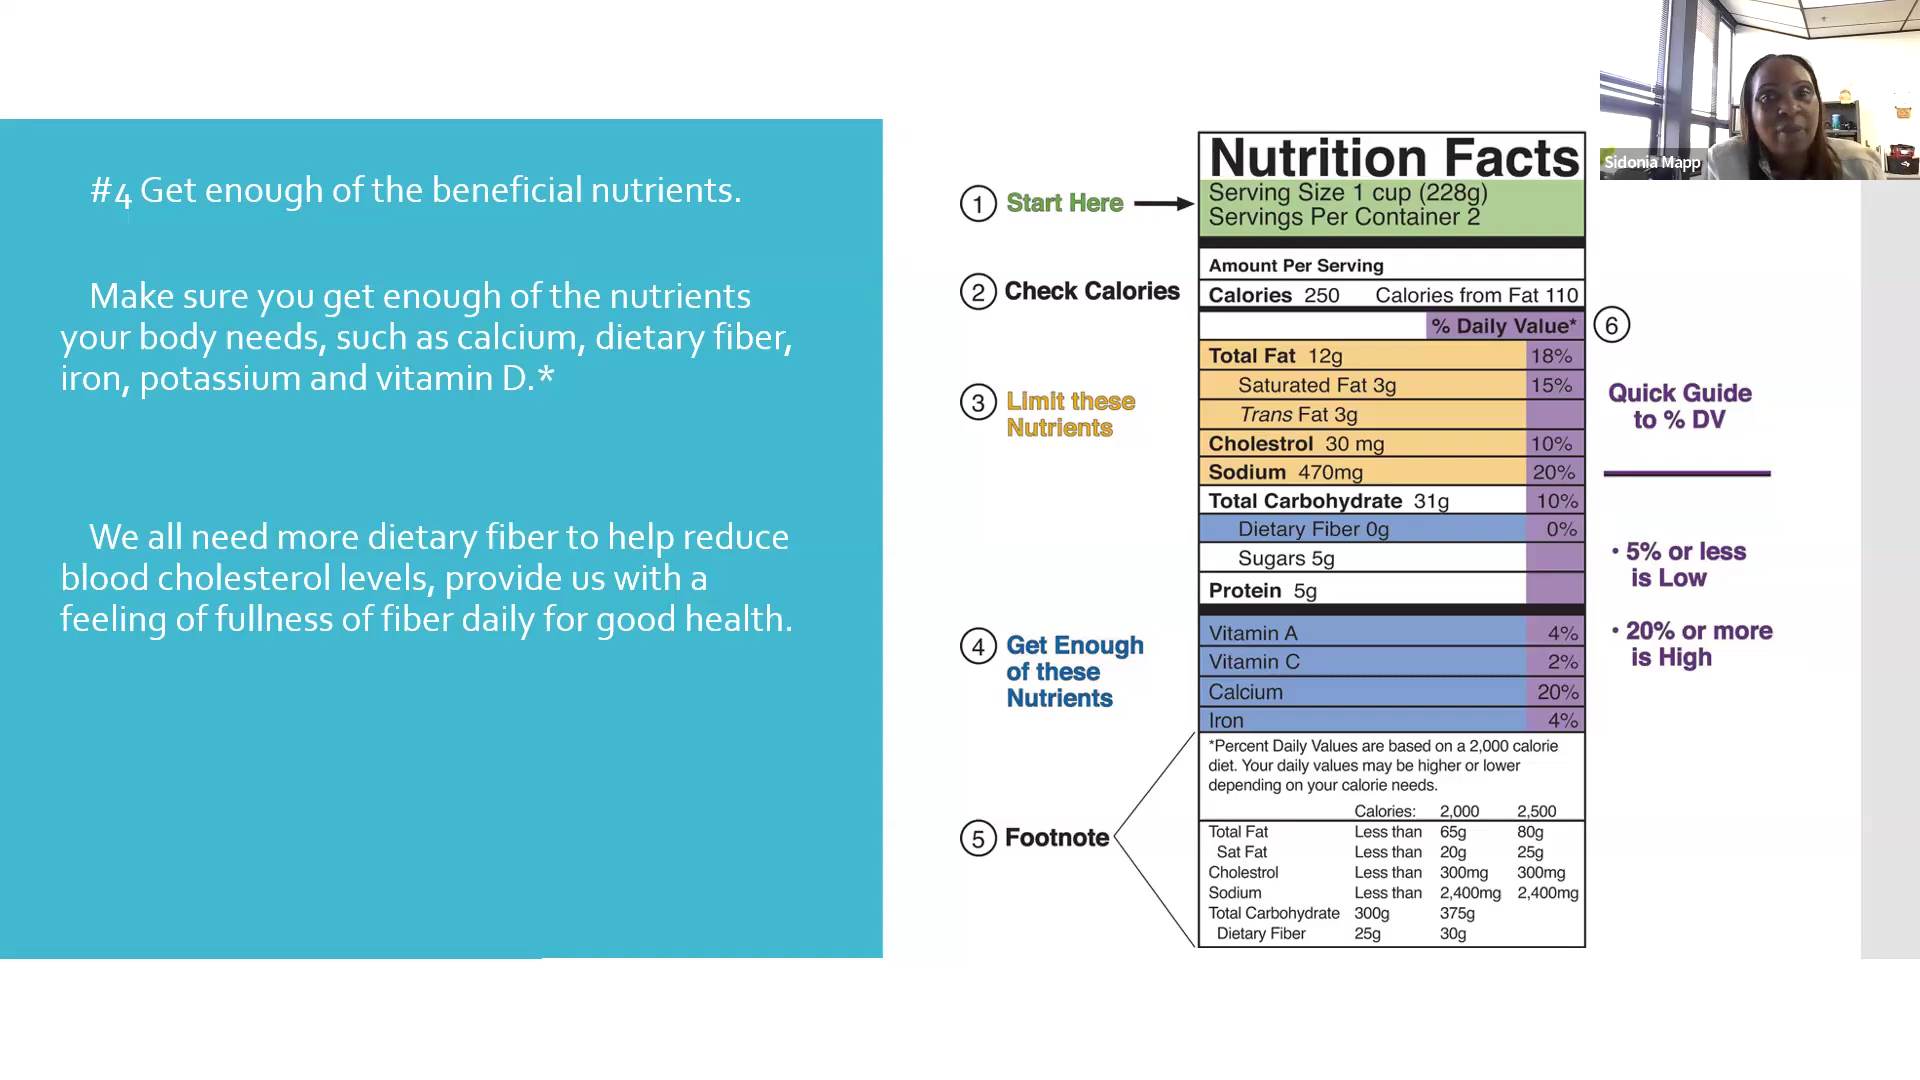 #4 Get enough of the beneficial nutrients.
Make sure you get enough of the nutrients
your body needs, such as calcium, dietary fiber,
iron, potassium and vitamin D.*
We all need more dietary fiber to help reduce
blood cholesterol levels, provide us with a
feeling of fullness of fiber daily for good health.
1 Start Here
2 Check Calories
3 Limit these
Nutrients
4 Get Enough
of these
Nutrients
5 Footnote
Nutrition Facts
Serving Size 1 cup (228g)
Servings Per Container 2
Amount Per Serving
Calories 250 Calories from Fat 110
% Daily Value*
Total Fat 12g 18%
Saturated Fat 3g 15%
Trans Fat 3g
Cholestrol 30 mg 10%
Sodium 470mg 20%
Total Carbohydrate 31g 10%
Dietary Fiber 0g 0%
Sugars 5g
Protein 5g
Vitamin A 4%
Vitamin C 2%
Calcium 20%
Iron 4%
*Percent Daily Values are based on a 2,000 calorie
diet. Your daily values may be higher or lower
depending on your calorie needs.
Calories: 2,000 2,500
Total Fat Less than 65g 80g
Sat Fat Less than 20g 25g
Cholestrol Less than 300mg 300mg
Sodium Less than 2,400mg 2,400mg
Total Carbohydrate 300g 375g
Dietary Fiber 25g 30g
6
Quick Guide
to % DV
• 5% or less
is Low
• 20% or more
is High
Sidonia Mapp